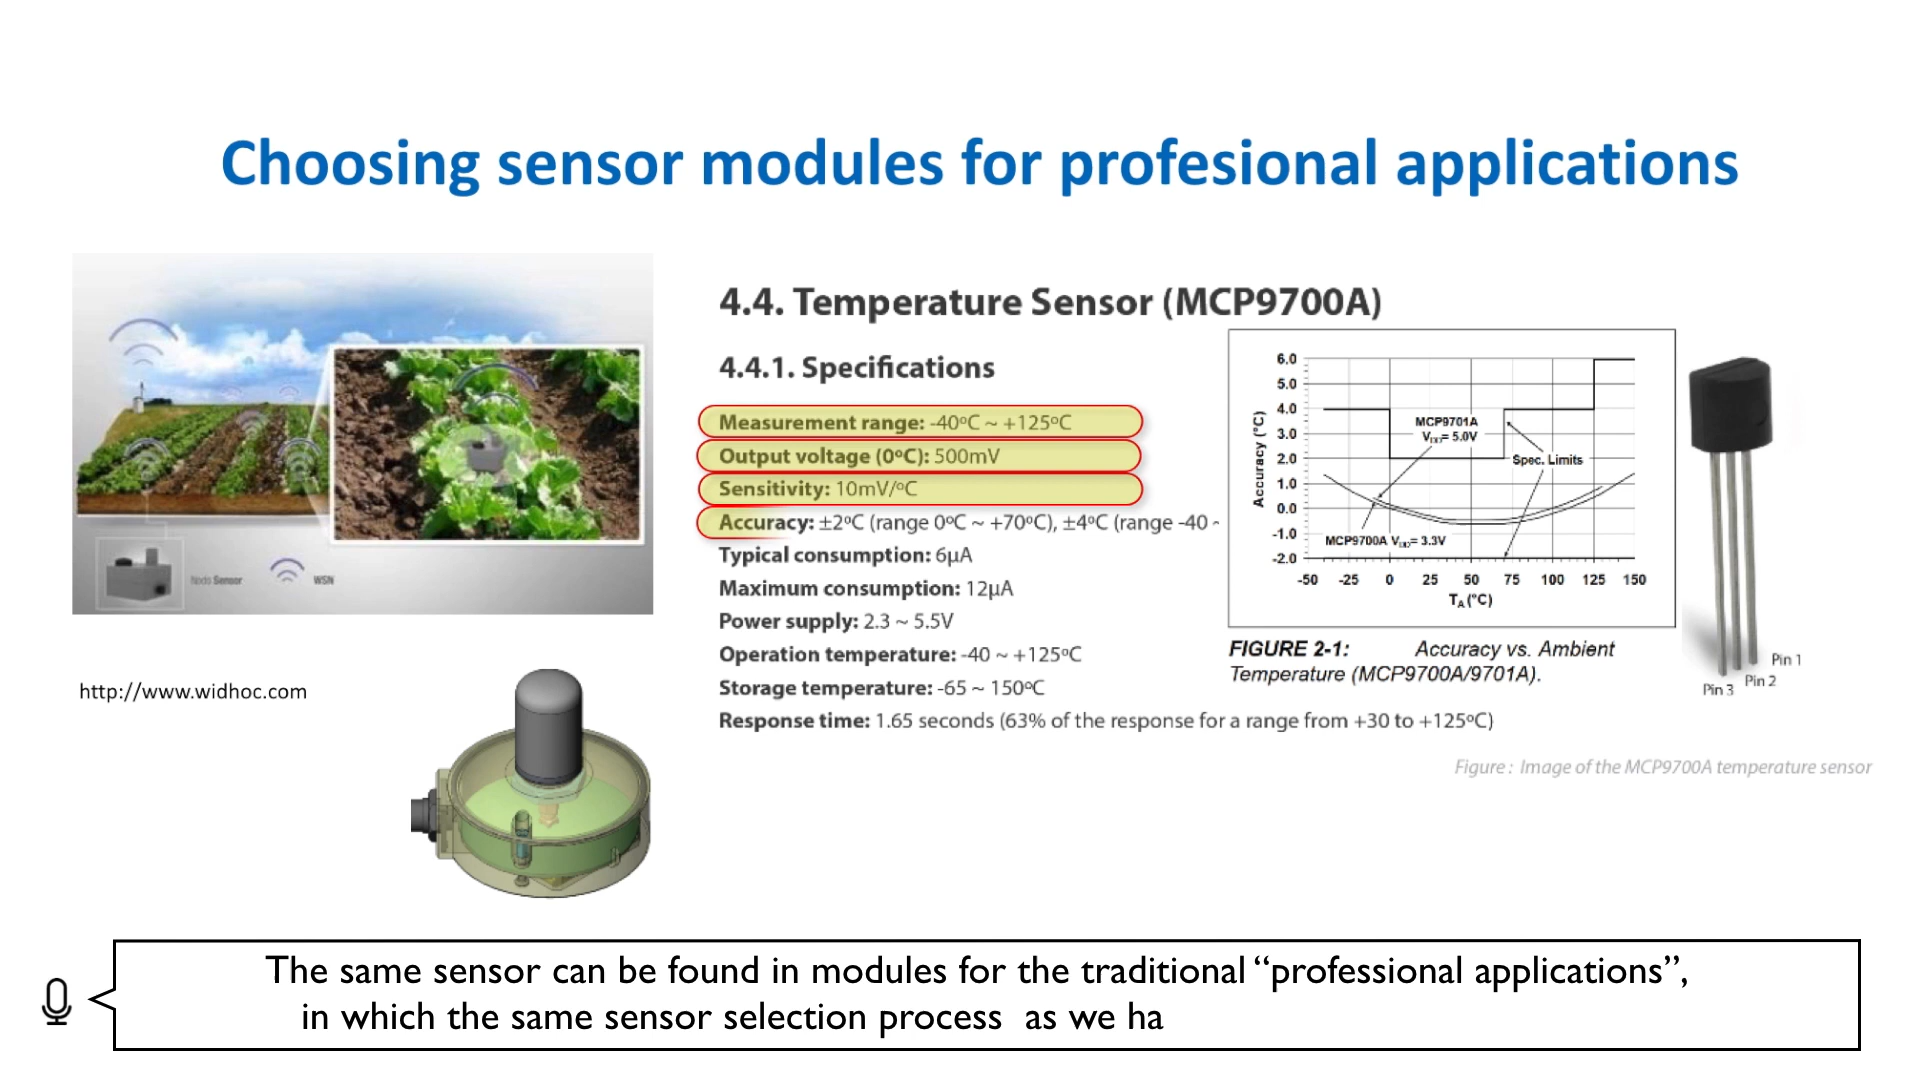 Choosing sensor modules for profesional applications
Nodo Sensor
WSN
http://www.widhoc.com
4.4. Temperature Sensor (MCP9700A)
4.4.1. Specifications
Measurement range: -40ºC ~ +125ºC
Output voltage (0ºC): 500mV
Sensitivity: 10mV/ºC
Accuracy: ±2ºC (range 0ºC ~ +70ºC), ±4ºC (range -40 ~
Typical consumption: 6μA
Maximum consumption: 12μA
Power supply: 2.3 ~ 5.5V
Operation temperature: -40 ~ +125ºC
Storage temperature: -65 ~ 150ºC
Response time: 1.65 seconds (63% of the response for a range from +30 to +125ºC)
Accuracy (°C)
6.0
5.0
4.0
3.0
2.0
1.0
0.0
-1.0
-2.0
MCP9701A
VDD= 5.0V
Spec. Limits
MCP9700A VDD= 3.3V
-50 -25 0 25 50 75 100 125 150
TA (°C)
FIGURE 2-1: Accuracy vs. Ambient
Temperature (MCP9700A/9701A).
Pin 1
Pin 2
Pin 3
Figure : Image of the MCP9700A temperature sensor
The same sensor can be found in modules for the traditional “professional applications”,
in which the same sensor selection process as we ha